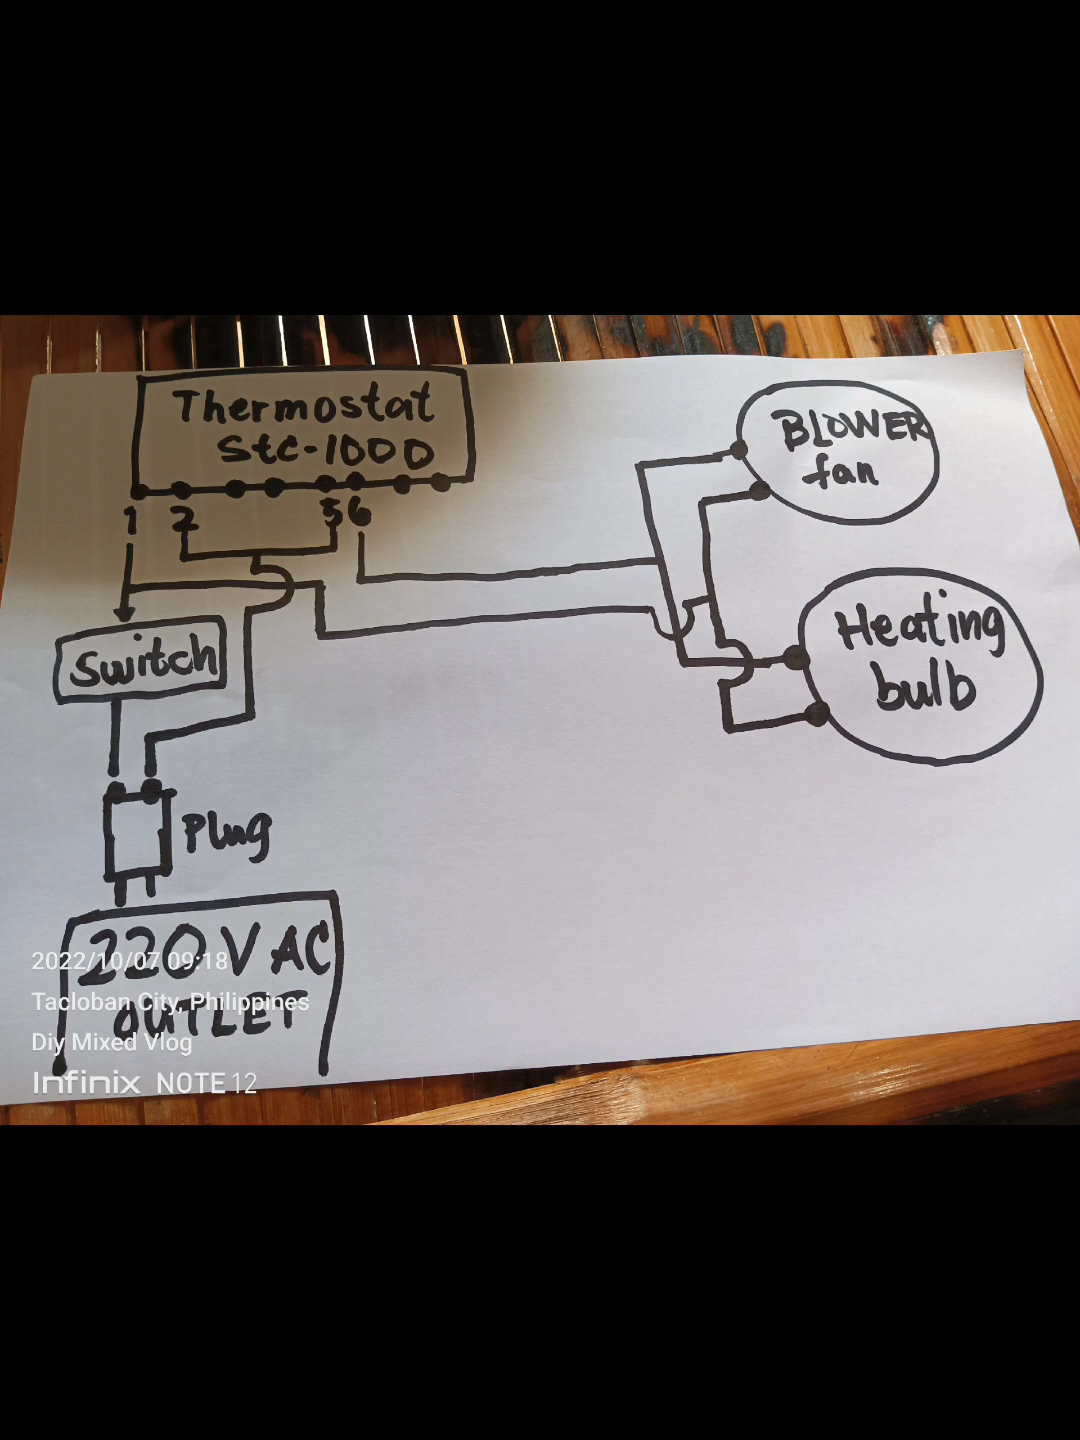 Thermostat
Stc-1000
1 2 5 6
BLOWER
fan
Switch
Heating
bulb
Plug
220V AC
OUTLET
2022/10/07 09:18
Tacloban City, Philippines
Diy Mixed Vlog
Infinix NOTE 12